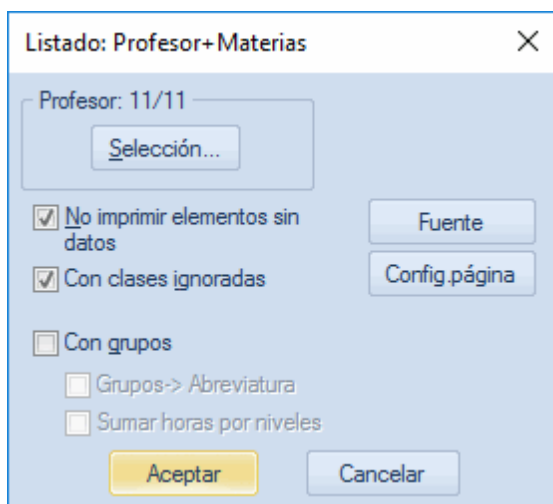 Listado: Profesor+Materias
Profesor: 11/11
Selección...
No imprimir elementos sin
datos
Fuente
Con clases ignoradas
Config.página
Con grupos
Grupos-> Abreviatura
Sumar horas por niveles
Aceptar
Cancelar